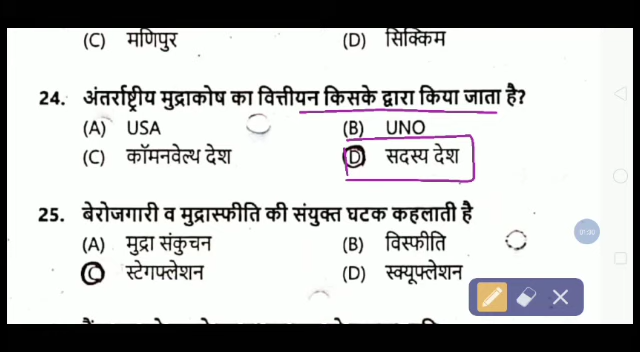 (C) मणिपुर (D) सिक्किम
24. अंतर्राष्ट्रीय मुद्राकोष का वित्तीयन किसके द्वारा किया जाता है?
(A) USA (B) UNO
(C) कॉमनवेल्थ देश (D) सदस्य देश
25. बेरोजगारी व मुद्रास्फीति की संयुक्त घटक कहलाती है
(A) मुद्रा संकुचन (B) विस्फीति
(C) स्टेगफ्लेशन (D) स्क्यूफ्लेशन